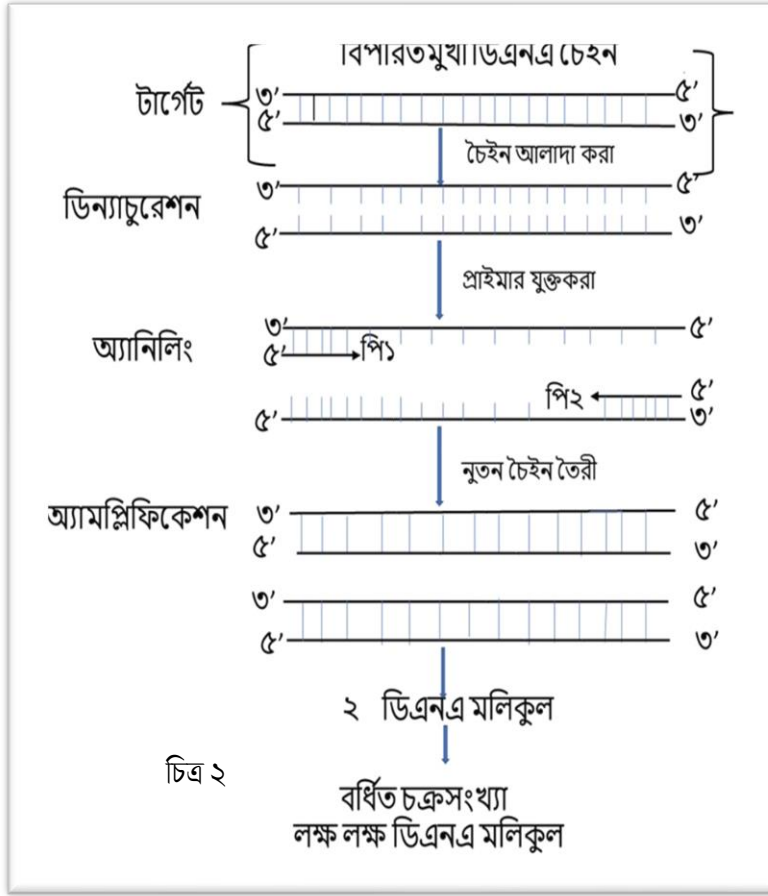 বিপরিতমুখী ডিএনএ চেইন
টার্গেট
৩’ ৫’
৫’ ৩’
চেইন আলাদা করা
ডিন্যাচুরেশন
৩’ ৫’
৫’ ৩’
প্রাইমার যুক্তকরা
অ্যানিলিং
৩’ ৫’
৫’ পি১
পি২ ৫’
৫’ ৩’
নুতন চেইন তৈরী
অ্যামপ্লিফিকেশন
৩’ ৫’
৫’ ৩’
৩’ ৫’
৫’ ৩’
২ ডিএনএ মলিকুল
চিত্র ২
বর্ধিত চক্রসংখ্যা
লক্ষ লক্ষ ডিএনএ মলিকুল